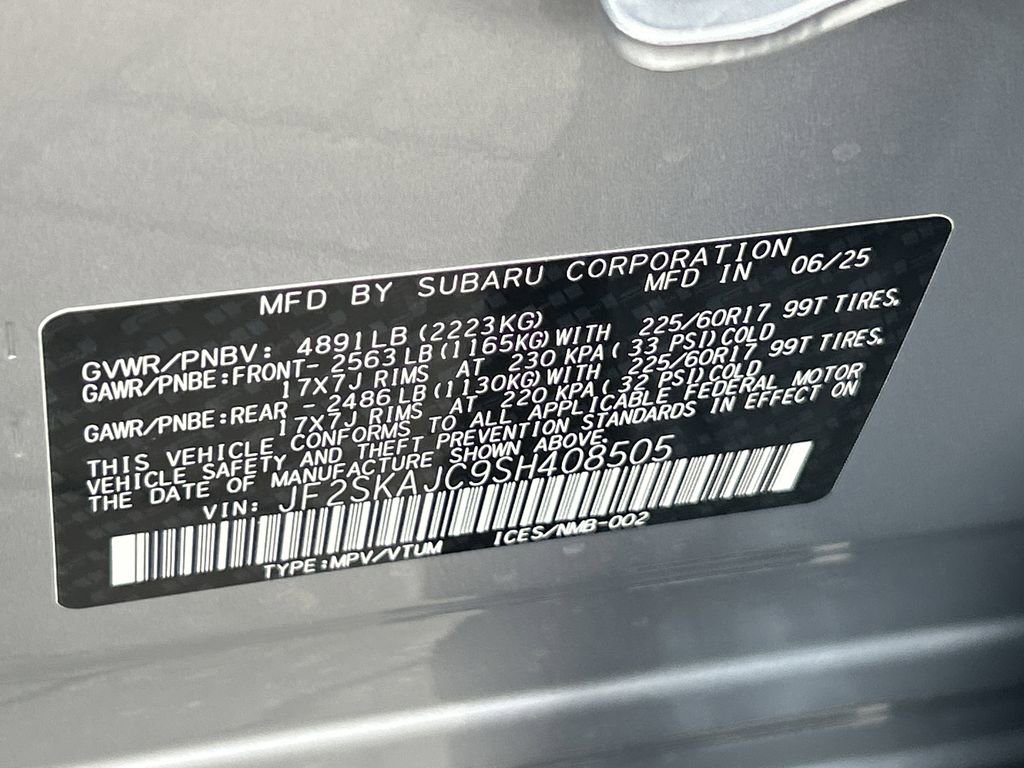 MFD BY SUBARU CORPORATION
MFD IN 06/25
GVWR/PNBV: 4891LB (2223KG)
GAWR/PNBE:FRONT- 2563LB(1165KG)WITH 225/60R17 99T TIRES.
17X7J RIMS AT 230 KPA( 33 PSI)COLD
GAWR/PNBE:REAR - 2486LB(1130KG)WITH 225/60R17 99T TIRES.
17X7J RIMS AT 220 KPA( 32 PSI)COLD
THIS VEHICLE CONFORMS TO ALL APPLICABLE FEDERAL MOTOR
VEHICLE SAFETY AND THEFT PREVENTION STANDARDS IN EFFECT ON
THE DATE OF MANUFACTURE SHOWN ABOVE.
VIN: JF2SKAJC9SH408505
TYPE:MPV/VTUM ICES/NMB-002